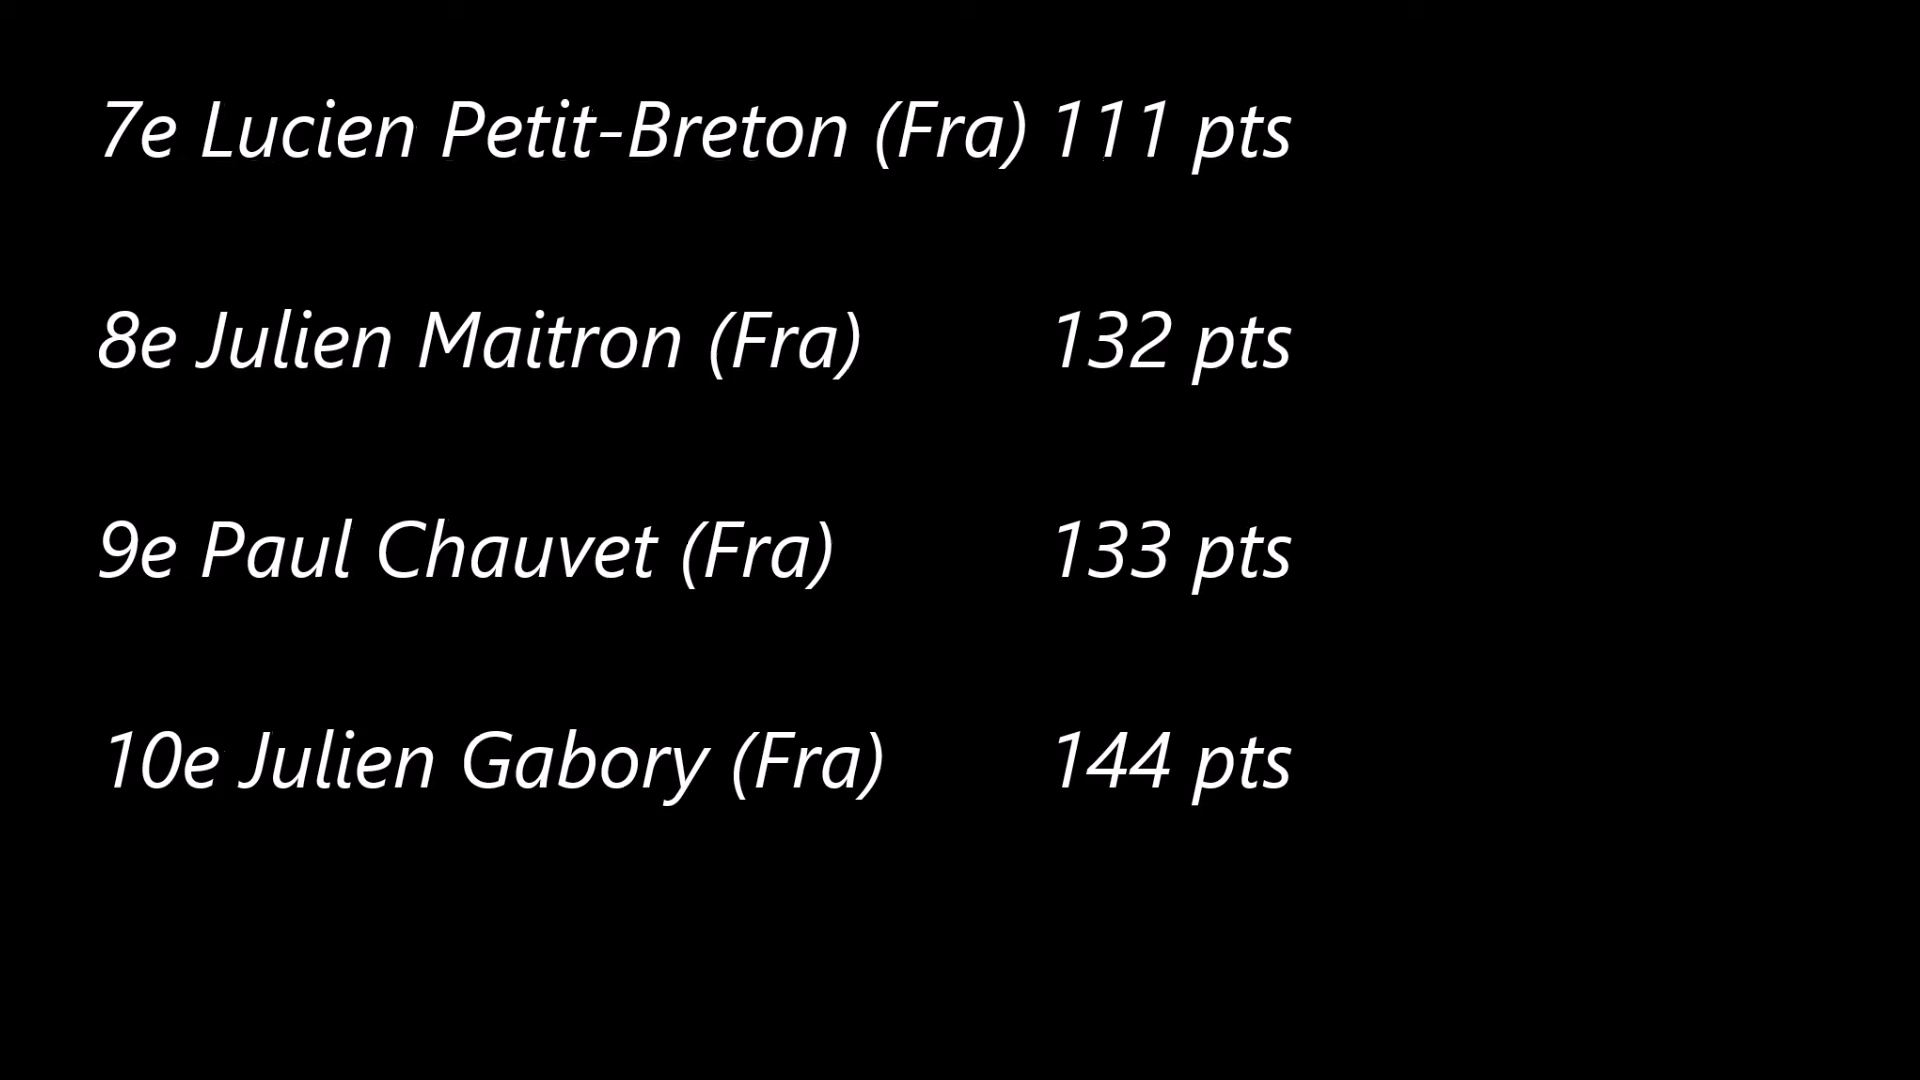 7e Lucien Petit-Breton (Fra) 111 pts
8e Julien Maitron (Fra) 132 pts
9e Paul Chauvet (Fra) 133 pts
10e Julien Gabory (Fra) 144 pts